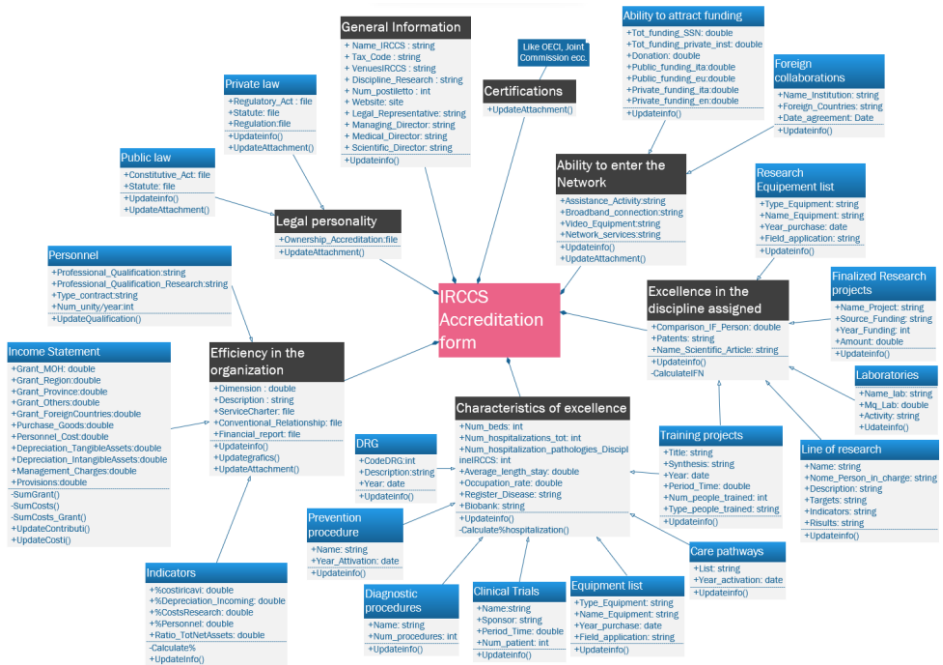 General Information
+ Name_IRCCS : string
+ Tax_Code : string
+ VenuesIRCCS : string
+ Discipline_Research : string
+ Num_postiletto : int
+ Website: site
+ Legal_Representative: string
+ Managing_Director: string
+ Medical_Director: string
+ Scientific_Director: string
+Updateinfo()
Like OECI, Joint
Commission ecc.
Certifications
+UpdateAttachment()
Ability to attract funding
+Tot_funding_SSN: double
+Tot_funding_private_inst: double
+Donation: double
+Public_funding_ita:double
+Public_funding_eu:double
+Private_funding_ita:double
+Private_funding_en:double
+Updateinfo()
Foreign
collaborations
+Name_Institution: string
+Foreign_Countries: string
+Date_agreement: Date
+Updateinfo()
Private law
+Regulatory_Act : file
+Statute: file
+Regulation:file
+Updateinfo()
+UpdateAttachment()
Public law
+Constitutive_Act: file
+Statute: file
+Updateinfo()
+UpdateAttachment()
Legal personality
+Ownership_Accreditation:file
+UpdateAttachment()
Ability to enter the
Network
+Assistance_Activity:string
+Broadband_connection:string
+Video_Equipment:string
+Network_services:string
+Updateinfo()
+UpdateAttachment()
Research
Equipement list
+Type_Equipment: string
+Name_Equipment: string
+Year_purchase: date
+Field_application: string
+Updateinfo()
Personnel
+Professional_Qualification:string
+Professional_Qualification_Research:string
+Type_contract:string
+Num_unity/year:int
+UpdateQualification()
IRCCS
Accreditation
form
Excellence in the
discipline assigned
+Comparison_IF_Person: double
+Patents: string
+Name_Scientific_Article: string
+Updateinfo()
-CalculateIFN
Finalized Research
projects
+Name_Project: string
+Source_Funding: string
+Year_Funding: int
+Amount: double
+Updateinfo()
Income Statement
+Grant_MOH: double
+Grant_Region:double
+Grant_Province:double
+Grant_Others:double
+Grant_ForeignCountries:double
+Purchase_Goods:double
+Personnel_Cost:double
+Depreciation_TangibleAssets:double
+Depreciation_IntangibleAssets:double
+Management_Charges:double
+Provisions:double
-SumGrant()
-SumCosts()
-SumCosts_Grant()
+UpdateContributi()
+UpdateCosti()
Efficiency in the
organization
+Dimension : double
+Description : string
+ServiceCharter: file
+Conventional_Relationship: file
+Financial_report: file
+Updateinfo()
+Updategrafics()
+UpdateAttachment()
Laboratories
+Name_lab: string
+Mq_Lab: double
+Activity: string
+Udateinfo()
Characteristics of excellence
+Num_beds: int
+Num_hospitalizations_tot: int
+Num_hospitalization_pathologies_Discipl
ineIRCCS: int
+Average_length_stay: double
+Occupation_rate: double
+Register_Disease: string
+Biobank: string
+Updateinfo()
-Calculate%hospitalization()
DRG
+CodeDRG:int
+Description:string
+Year: date
+Updateinfo()
Training projects
+Title: string
+Synthesis: string
+Year: date
+Period_Time: double
+Num_people_trained: int
+Type_people_trained: string
+Updateinfo()
Line of research
+Name: string
+Nome_Person_in_charge: string
+Description: string
+Targets: string
+Indicators: string
+Risults: string
+Updateinfo()
Prevention
procedure
+Name: string
+Year_Attivation: date
+Updateinfo()
Care pathways
+List: string
+Year_activation: date
+Updateinfo()
Indicators
+%costiricavi: double
+%Depreciation_Incoming: double
+%CostsResearch: double
+%Personnel: double
+Ratio_TotNetAssets: double
-Calculate%
+UpdateInfo()
Diagnostic
procedures
+Name: string
+Num_procedures: int
+Updateinfo()
Clinical Trials
+Name:string
+Sponsor: string
+Period_Time: double
+Num_patient: int
+Updateinfo()
Equipment list
+Type_Equipment: string
+Name_Equipment: string
+Year_purchase: date
+Field_application: string
+Updateinfo()